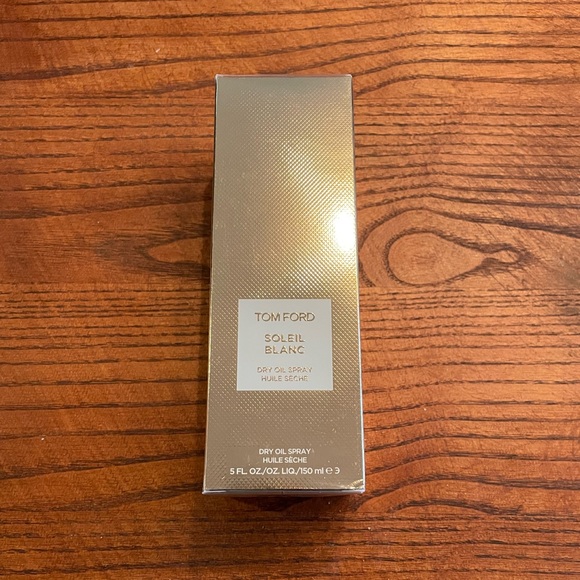 TOM FORD
SOLEIL
BLANC
DRY OIL SPRAY
HUILE SÈCHE
DRY OIL SPRAY
HUILE SÈCHE
5 FL. OZ./OZ. LIQ./150 ml ℮ 3